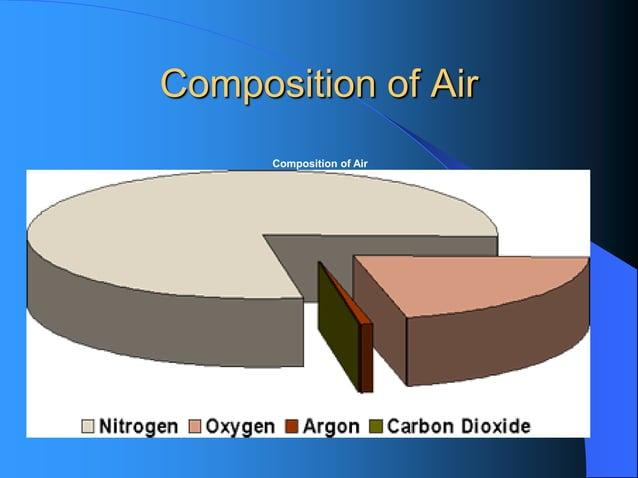 Composition of Air
Composition of Air
Nitrogen Oxygen Argon Carbon Dioxide